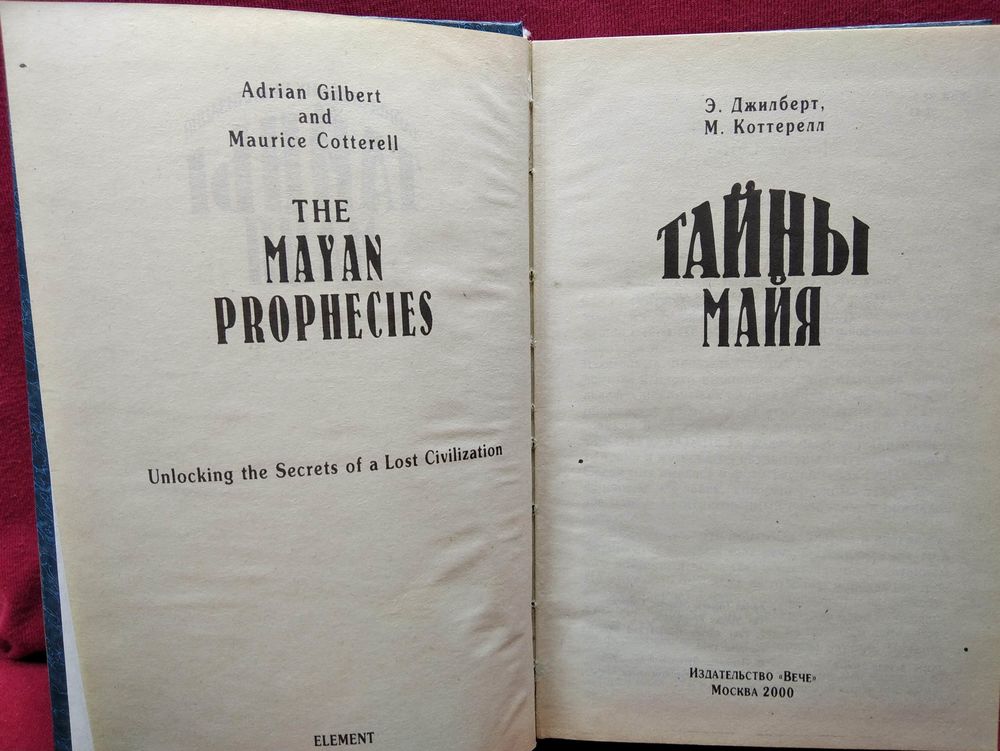 Adrian Gilbert
and
Maurice Cotterell
THE
MAYAN
PROPHECIES
Unlocking the Secrets of a Lost Civilization
ELEMENT
Э. Джилберт,
М. Коттерелл
ТАЙНЫ
МАЙЯ
Издательство «Вече»
Москва 2000